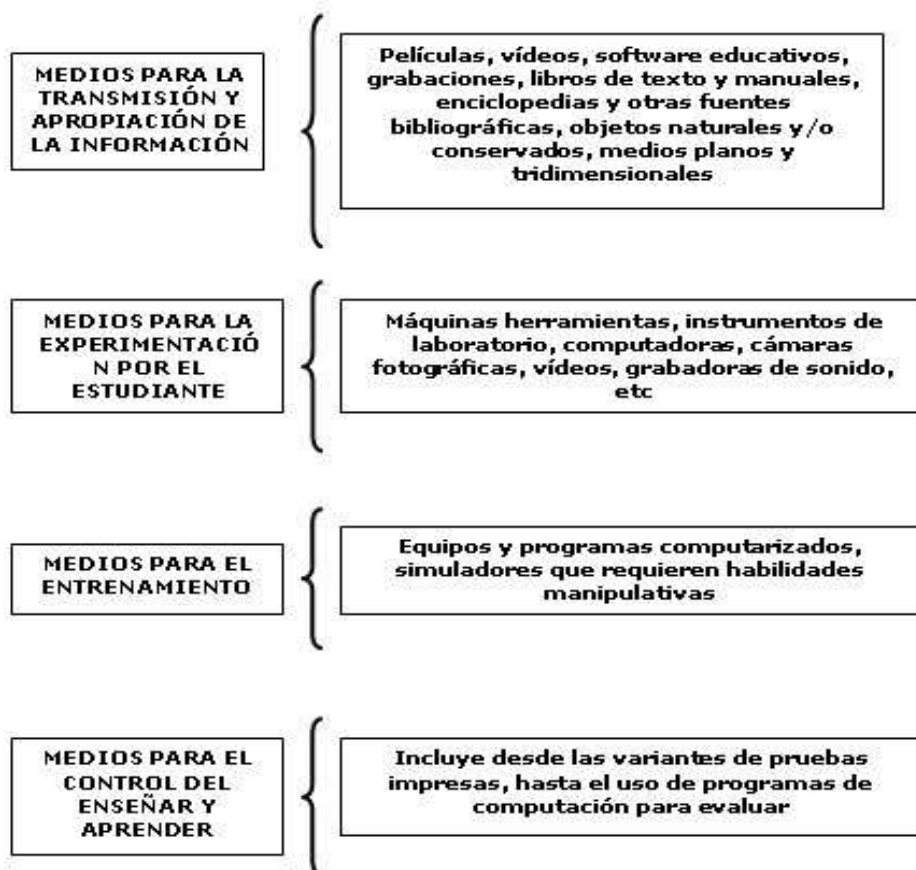 MEDIOS PARA LA
TRANSMISIÓN Y
APROPIACIÓN DE
LA INFORMACIÓN
Películas, vídeos, software educativos,
grabaciones, libros de texto y manuales,
enciclopedias y otras fuentes
bibliográficas, objetos naturales y/o
conservados, medios planos y
tridimensionales
MEDIOS PARA LA
EXPERIMENTACIÓ
N POR EL
ESTUDIANTE
Máquinas herramientas, instrumentos de
laboratorio, computadoras, cámaras
fotográficas, vídeos, grabadoras de sonido,
etc
MEDIOS PARA EL
ENTRENAMIENTO
Equipos y programas computarizados,
simuladores que requieren habilidades
manipulativas
MEDIOS PARA EL
CONTROL DEL
ENSEÑAR Y
APRENDER
Incluye desde las variantes de pruebas
impresas, hasta el uso de programas de
computación para evaluar